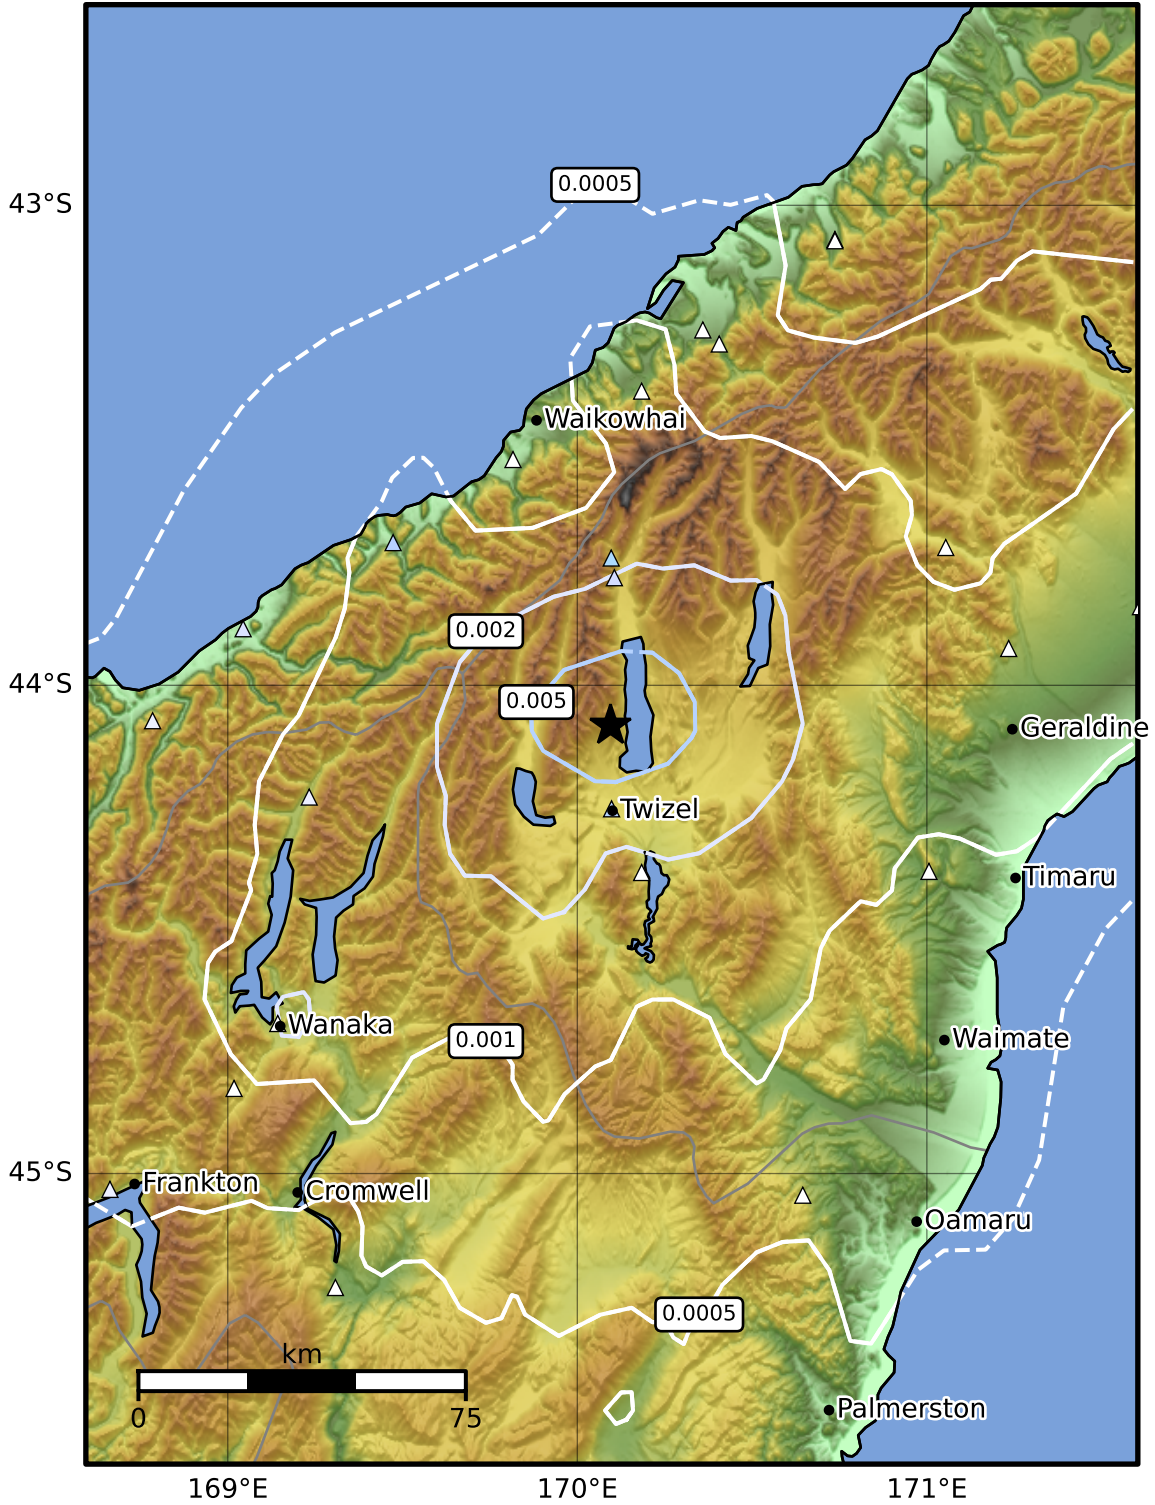 0.0005
43°S
Waikowhai
0.002
44°S
0.005
Geraldine
Twizel
Timaru
Wanaka
0.001
Waimate
45°S
Frankton
Cromwell
Oamaru
0.0005
km
0
75
Palmerston
169°E
170°E
171°E